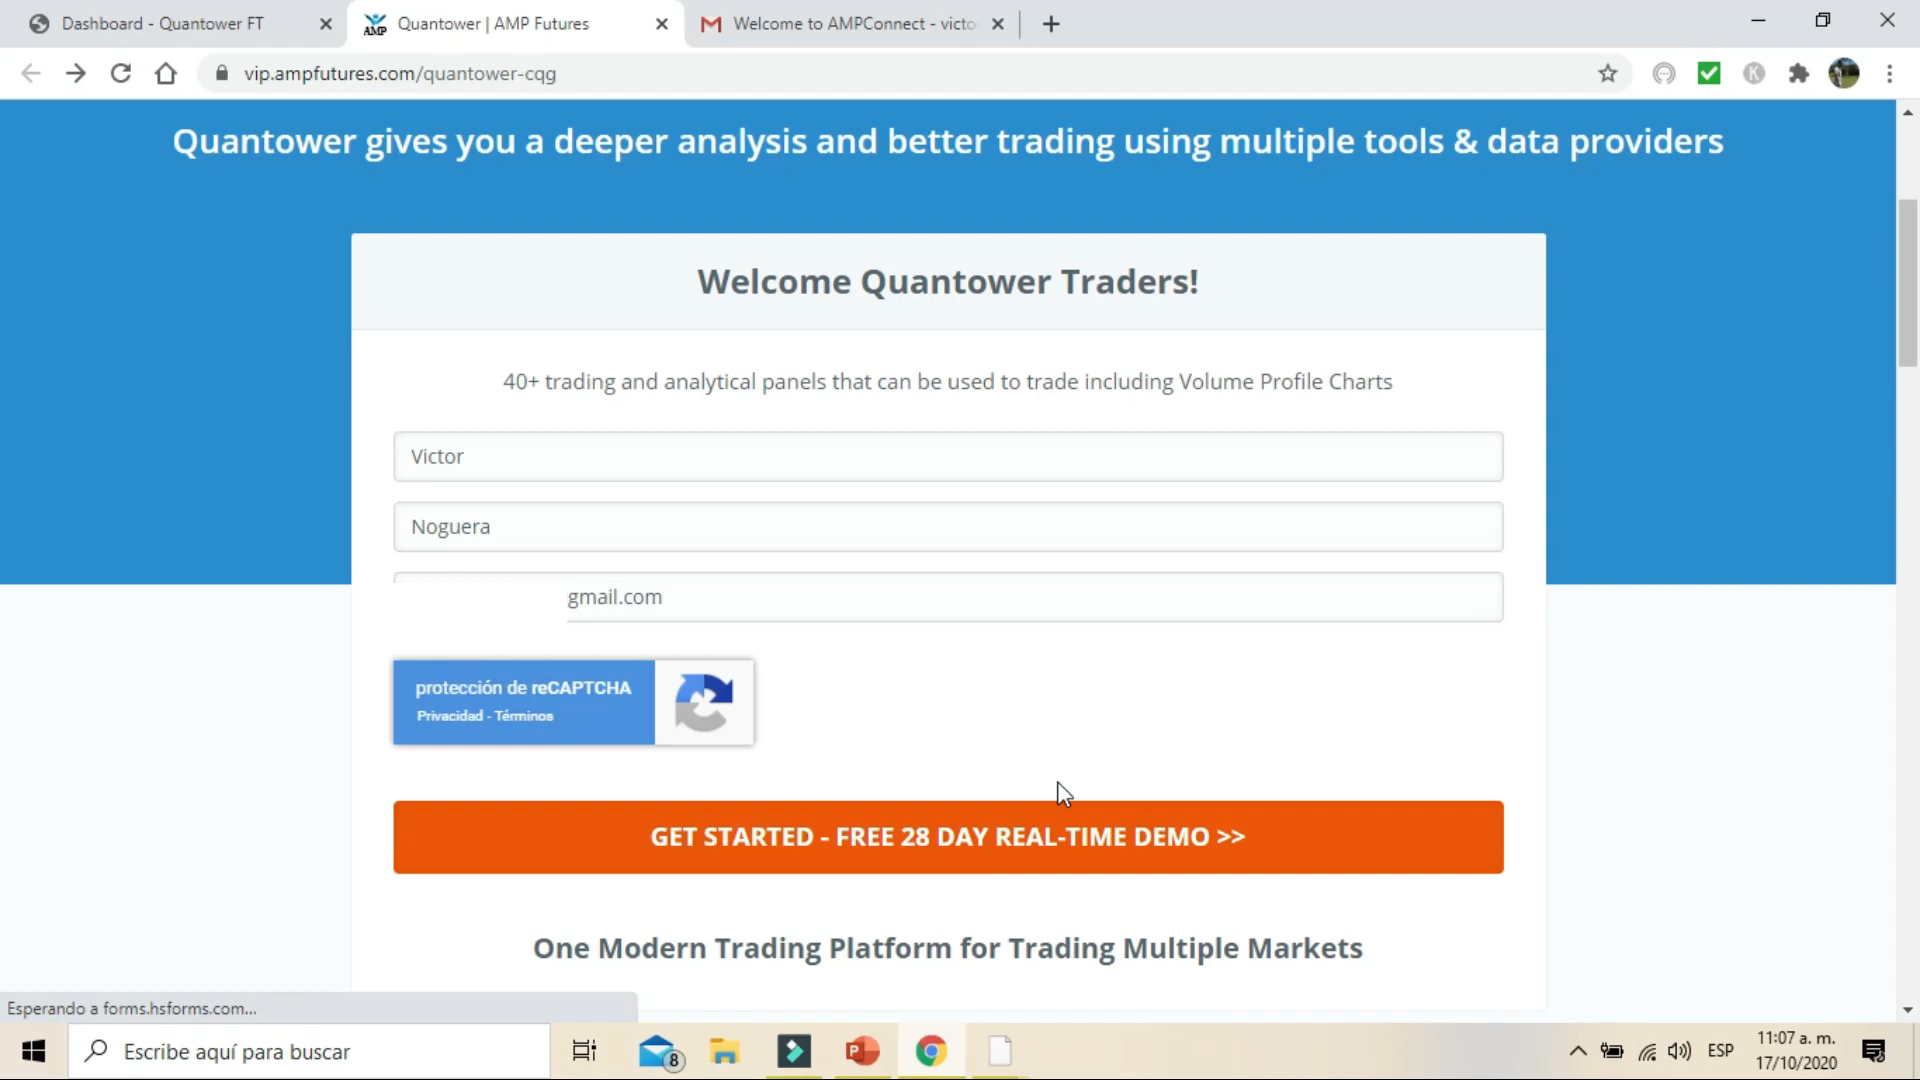 Dashboard - Quantower FT
AMP
Quantower | AMP Futures
Welcome to AMPConnect - victo
vip.ampfutures.com/quantower-cqg
K
Quantower gives you a deeper analysis and better trading using multiple tools & data providers
Welcome Quantower Traders!
40+ trading and analytical panels that can be used to trade including Volume Profile Charts
Victor
Noguera
gmail.com
protección de reCAPTCHA
Privacidad - Términos
GET STARTED - FREE 28 DAY REAL-TIME DEMO >>
One Modern Trading Platform for Trading Multiple Markets
Esperando a forms.hsforms.com...
Escribe aquí para buscar
8
P
ESP
11:07 a. m.
17/10/2020